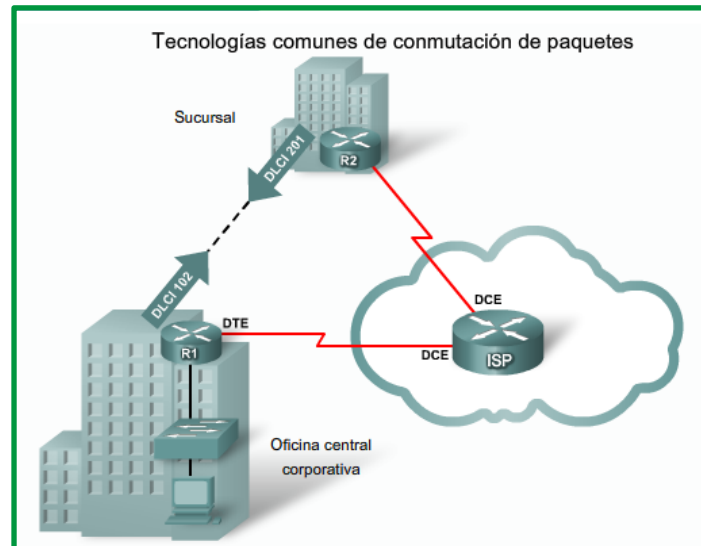 Tecnologías comunes de conmutación de paquetes
Sucursal
DLCI 201
R2
DLCI 102
DCE
DTE
R1
DCE
ISP
Oficina central
corporativa